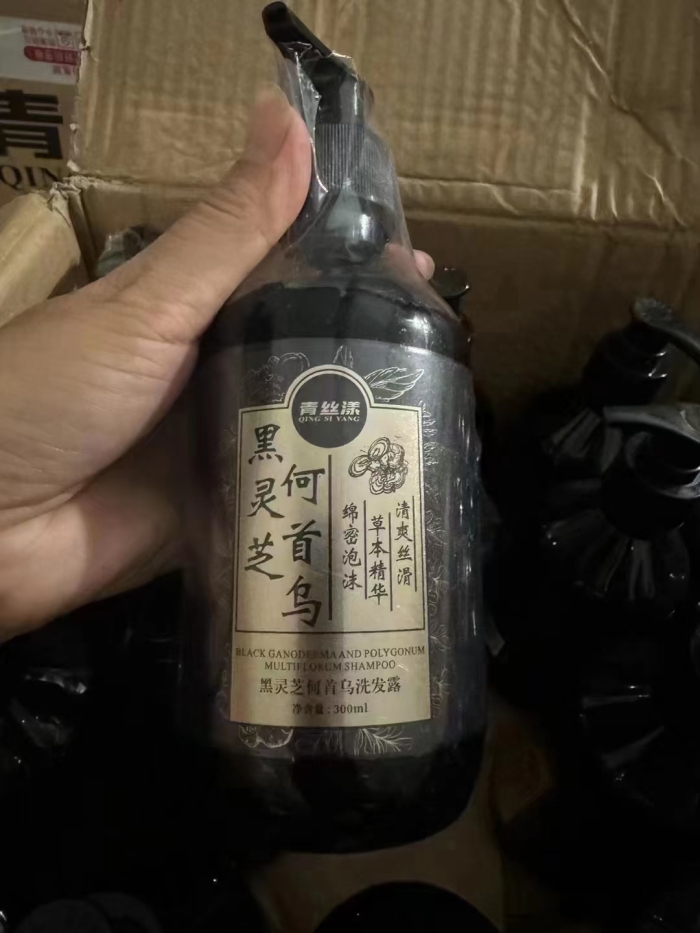 青
QIN
青丝漾
QING SI YANG
黑灵芝
何首乌
清爽丝滑
草本精华
绵密泡沫
BLACK GANODERMA AND POLYGONUM
MULTIFLORUM SHAMPOO
黑灵芝何首乌洗发露
净含量:300ml